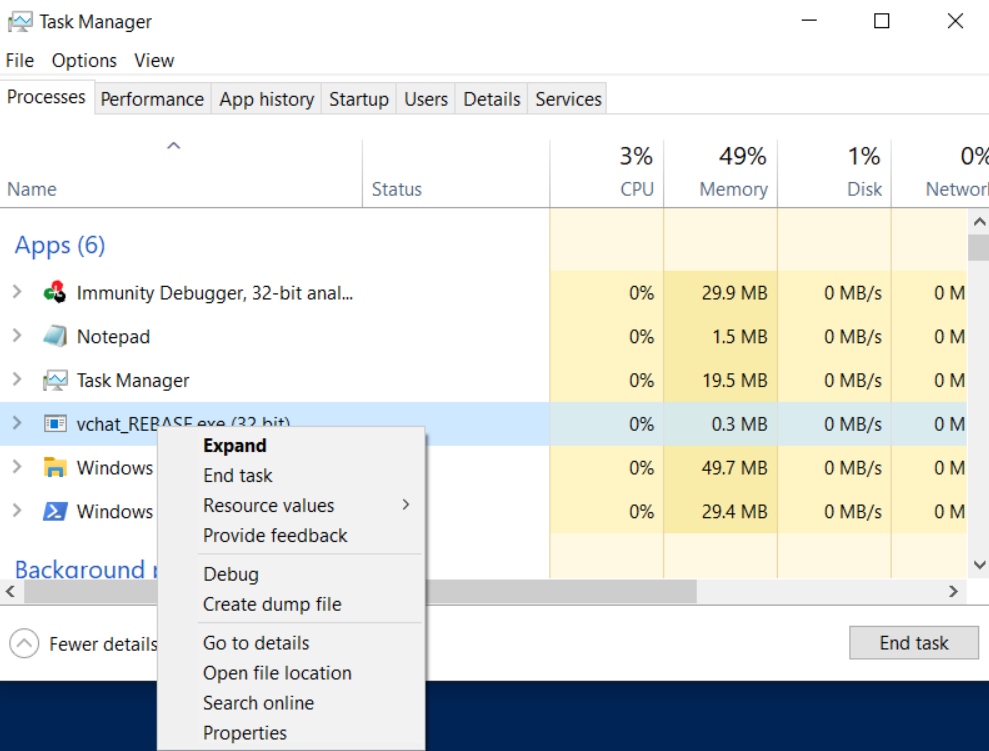 Task Manager
File Options View
Processes Performance App history Startup Users Details Services
3% 49% 1% 0%
Name Status CPU Memory Disk Networ
Apps (6)
Immunity Debugger, 32-bit anal... 0% 29.9 MB 0 MB/s 0 M
Notepad 0% 1.5 MB 0 MB/s 0 M
Task Manager 0% 19.5 MB 0 MB/s 0 M
vchat_REBASE.exe (32 bit) 0% 0.3 MB 0 MB/s 0 M
Windows 0% 49.7 MB 0 MB/s 0 M
Windows 0% 29.4 MB 0 MB/s 0 M
Background
Fewer details
End task
Expand
End task
Resource values
Provide feedback
Debug
Create dump file
Go to details
Open file location
Search online
Properties